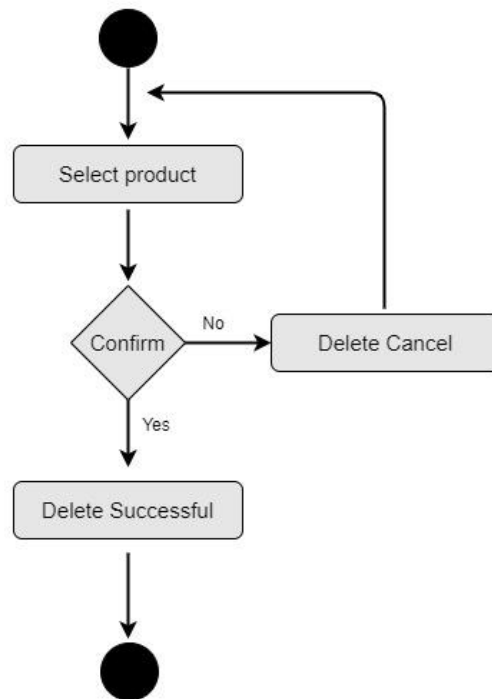 Select product
Confirm
No
Delete Cancel
Yes
Delete Successful